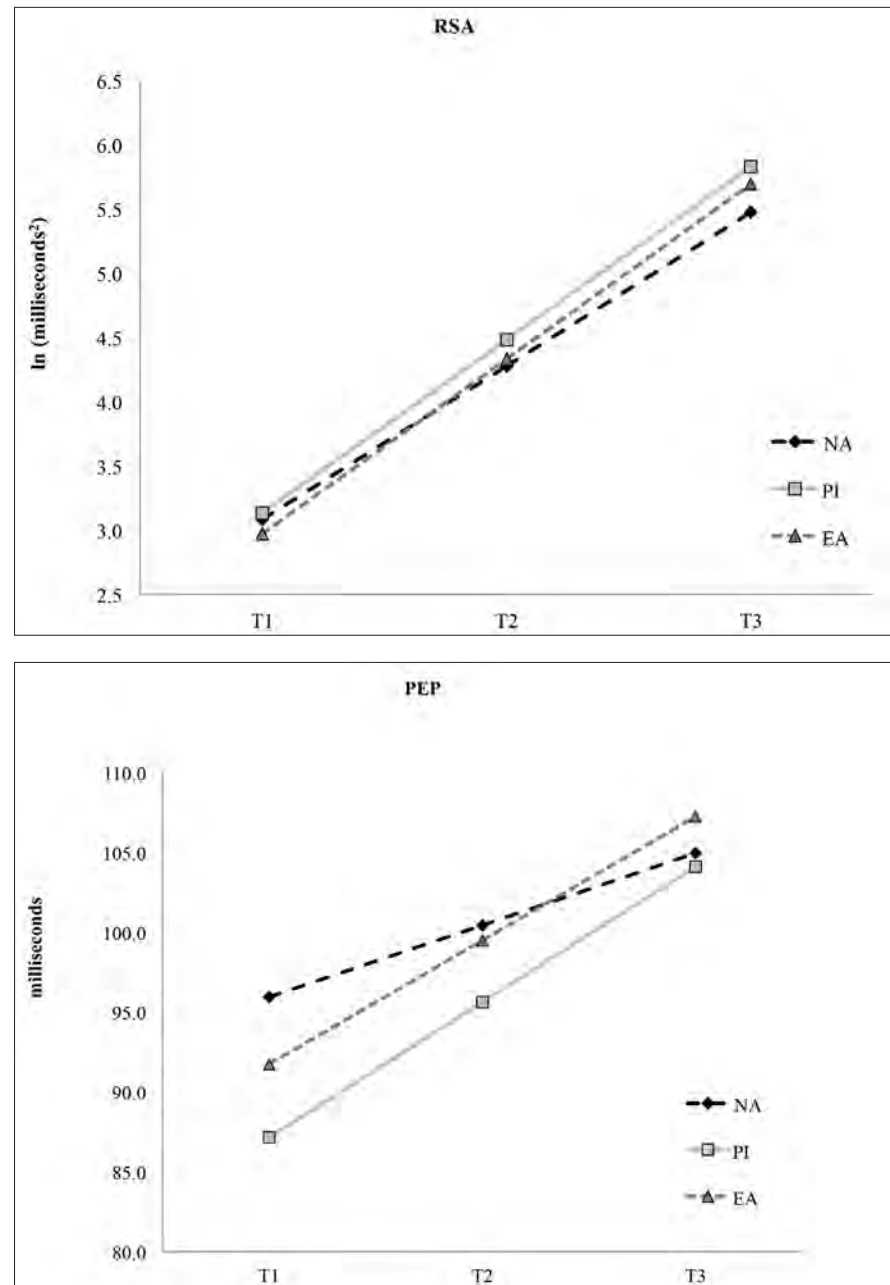 RSA
6.5
6.0
5.5
5.0
4.5
4.0
3.5
3.0
2.5
ln (milliseconds²)
T1 T2 T3
NA
PI
EA
PEP
110.0
105.0
100.0
95.0
90.0
85.0
80.0
milliseconds
T1 T2 T3
NA
PI
EA